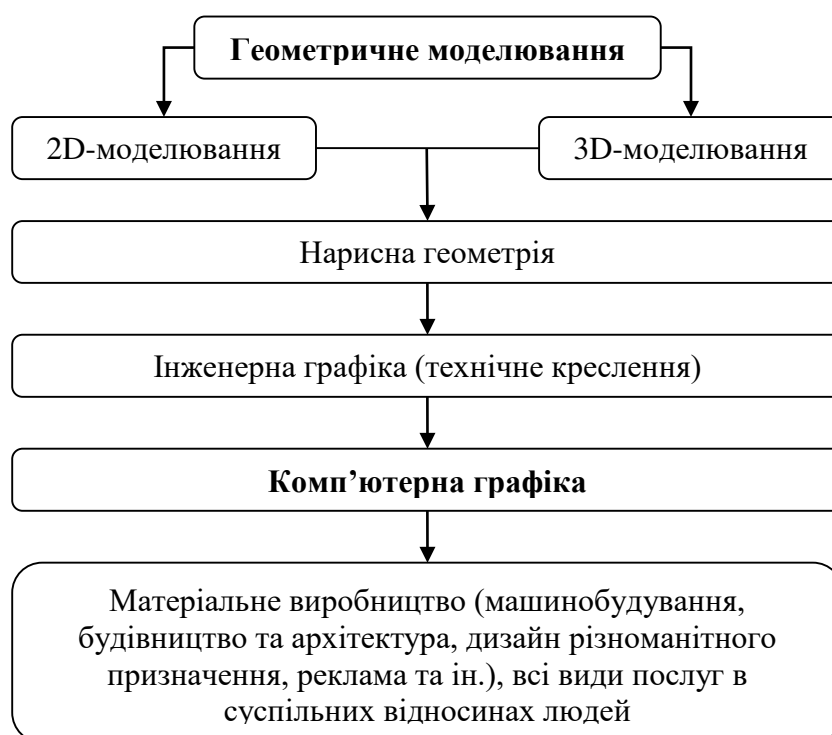 Геометричне моделювання
2D-моделювання
3D-моделювання
Нарисна геометрія
Інженерна графіка (технічне креслення)
Комп’ютерна графіка
Матеріальне виробництво (машинобудування,
будівництво та архітектура, дизайн різноманітного
призначення, реклама та ін.), всі види послуг в
суспільних відносинах людей